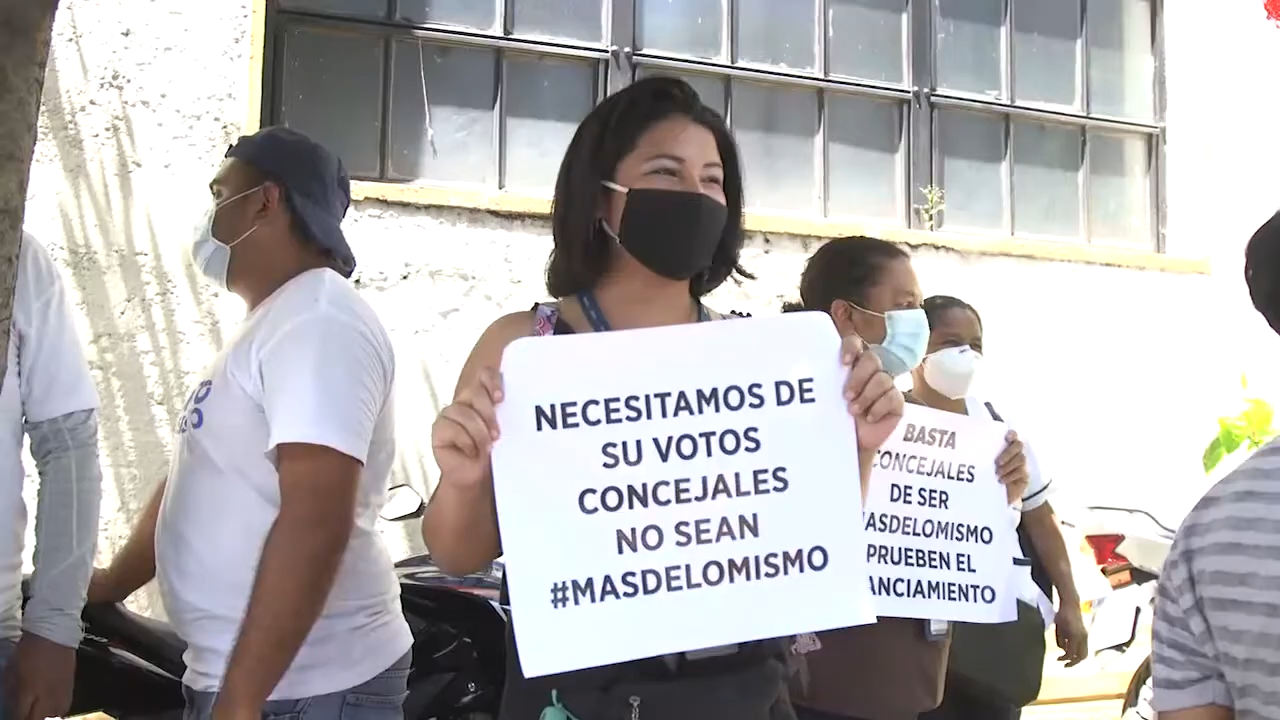 NECESITAMOS DE
SU VOTOS
CONCEJALES
NO SEAN
#MASDELOMISMO
BASTA
CONCEJALES
DE SER
MASDELOMISMO
PRUEBEN EL
ANCIAMIENTO